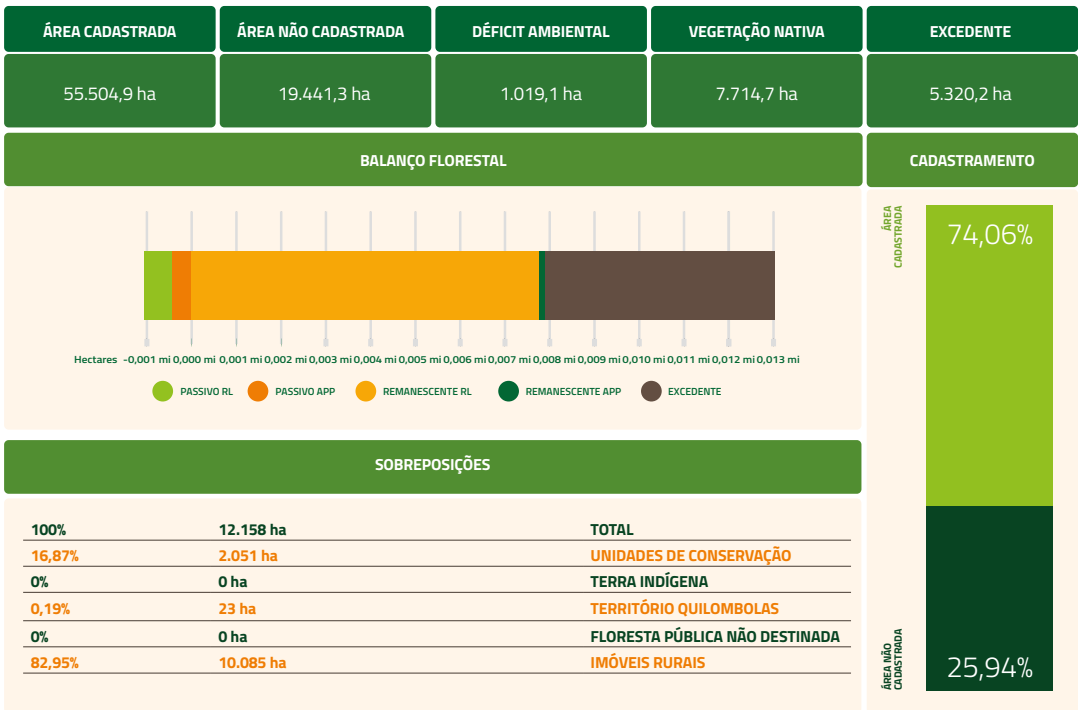 ÁREA CADASTRADA
ÁREA NÃO CADASTRADA
DÉFICIT AMBIENTAL
VEGETAÇÃO NATIVA
EXCEDENTE
55.504,9 ha
19.441,3 ha
1.019,1 ha
7.714,7 ha
5.320,2 ha
BALANÇO FLORESTAL
CADASTRAMENTO
Hectares -0,001 mi 0,000 mi 0,001 mi 0,002 mi 0,003 mi 0,004 mi 0,005 mi 0,006 mi 0,007 mi 0,008 mi 0,009 mi 0,010 mi 0,011 mi 0,012 mi 0,013 mi
PASSIVO RL
PASSIVO APP
REMANESCENTE RL
REMANESCENTE APP
EXCEDENTE
ÁREA
CADASTRADA
74,06%
ÁREA NÃO
CADASTRADA
25,94%
SOBREPOSIÇÕES
100% 12.158 ha TOTAL
16,87% 2.051 ha UNIDADES DE CONSERVAÇÃO
0% 0 ha TERRA INDÍGENA
0,19% 23 ha TERRITÓRIO QUILOMBOLAS
0% 0 ha FLORESTA PÚBLICA NÃO DESTINADA
82,95% 10.085 ha IMÓVEIS RURAIS